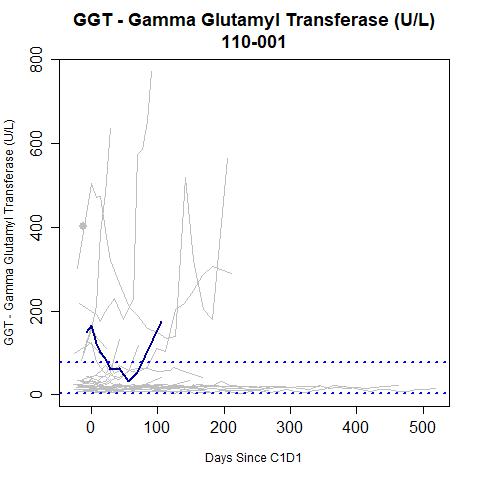 GGT - Gamma Glutamyl Transferase (U/L)
110-001
GGT - Gamma Glutamyl Transferase (U/L)
800
600
400
200
0
0 100 200 300 400 500
Days Since C1D1